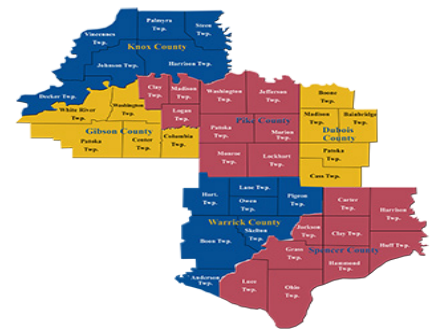 Palmyra
Twp.
Steen
Twp.
Vincennes
Twp.
Knox County
Johnson Twp.
Harrison Twp.
Decker Twp.
Clay
Twp.
Madison
Twp.
Washington
Twp.
Jefferson
Twp.
Boone
Twp.
White River
Twp.
Washington
Twp.
Logan
Twp.
Madison
Twp.
Bainbridge
Twp.
Pike County
Gibson County
Patoka
Twp.
Marion
Twp.
Dubois
County
Patoka
Twp.
Center
Twp.
Columbia
Twp.
Monroe
Twp.
Lockhart
Twp.
Patoka
Twp.
Cass Twp.
Hart.
Twp.
Lane Twp.
Owen
Twp.
Pigeon
Twp.
Carter
Twp.
Harrison
Twp.
Warrick County
Skelton
Twp.
Jackson
Twp.
Clay Twp.
Boon Twp.
Huff Twp.
Spencer County
Grass
Twp.
Hammond
Twp.
Anderson
Twp.
Luce
Twp.
Ohio
Twp.